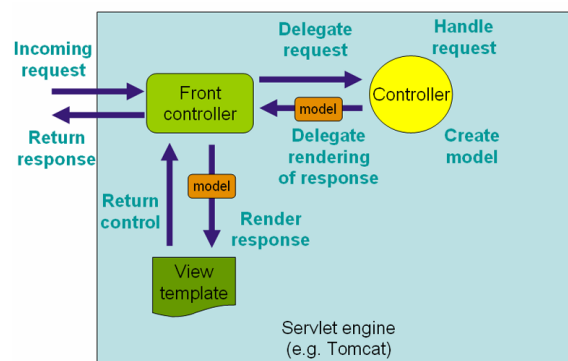 Incoming
request
Delegate
request
Handle
request
Front
controller
Controller
model
Return
response
Delegate
rendering
of response
Create
model
model
Return
control
Render
response
View
template
Servlet engine
(e.g. Tomcat)